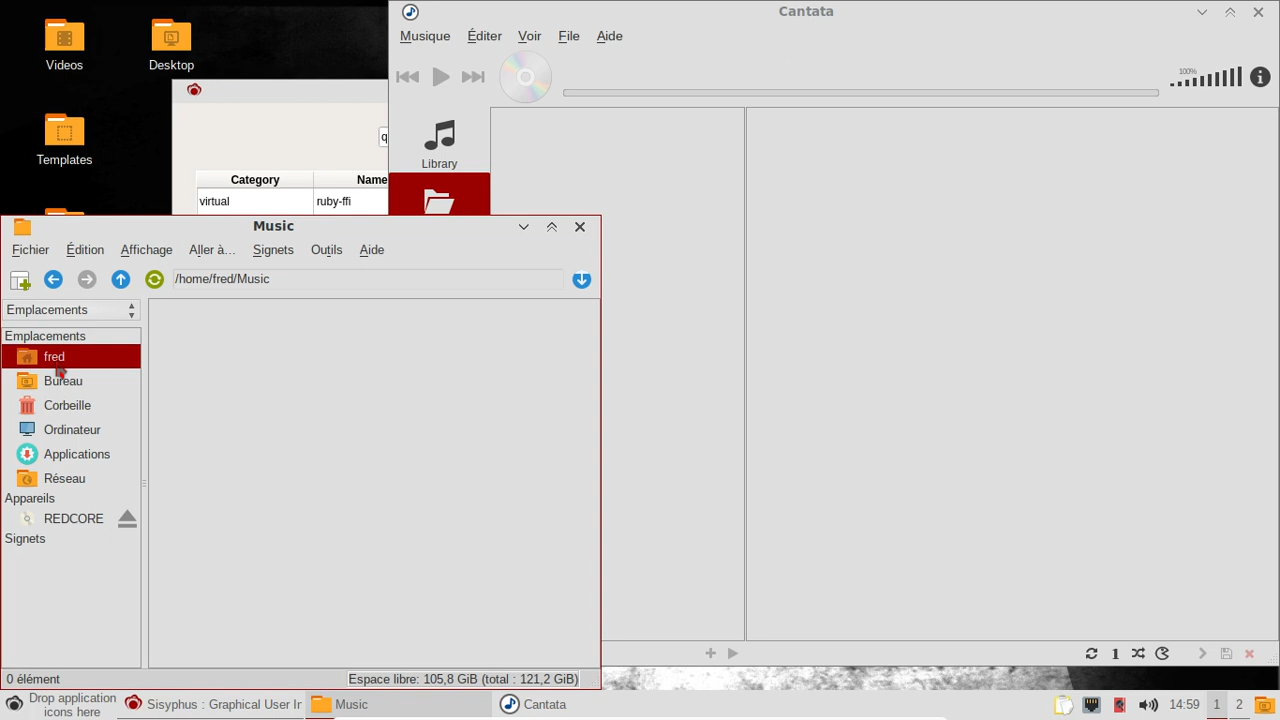 Videos
Desktop
Templates
Category
Name
virtual
ruby-ffi
q
Cantata
Musique Éditer Voir File Aide
100%
Library
Music
Fichier Édition Affichage Aller à... Signets Outils Aide
/home/fred/Music
Emplacements
Emplacements
fred
Bureau
Corbeille
Ordinateur
Applications
Réseau
Appareils
REDCORE
Signets
0 élément
Espace libre: 105,8 GiB (total : 121,2 GiB)
Drop application
icons here
Sisyphus : Graphical User In
Music
Cantata
14:59
1
2